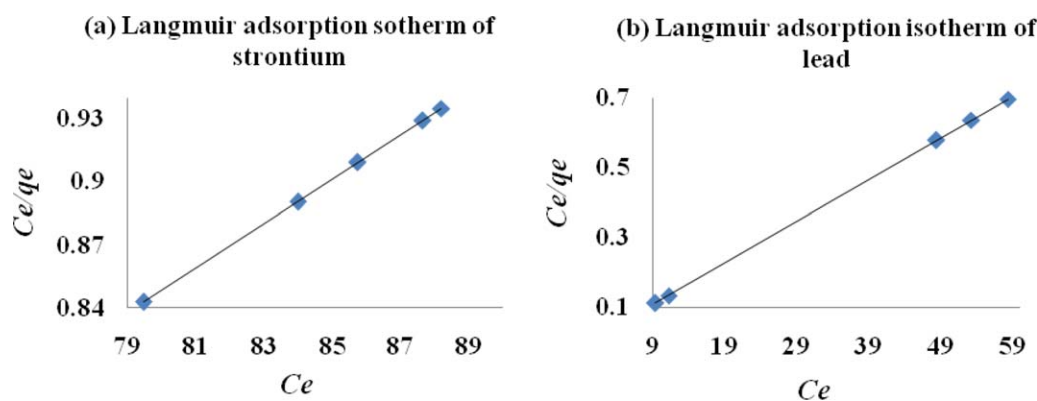 (a) Langmuir adsorption sotherm of
strontium
0.93
0.9
0.87
0.84
Ce/qe
79 81 83 85 87 89
Ce
(b) Langmuir adsorption isotherm of
lead
0.7
0.5
0.3
0.1
Ce/qe
9 19 29 39 49 59
Ce